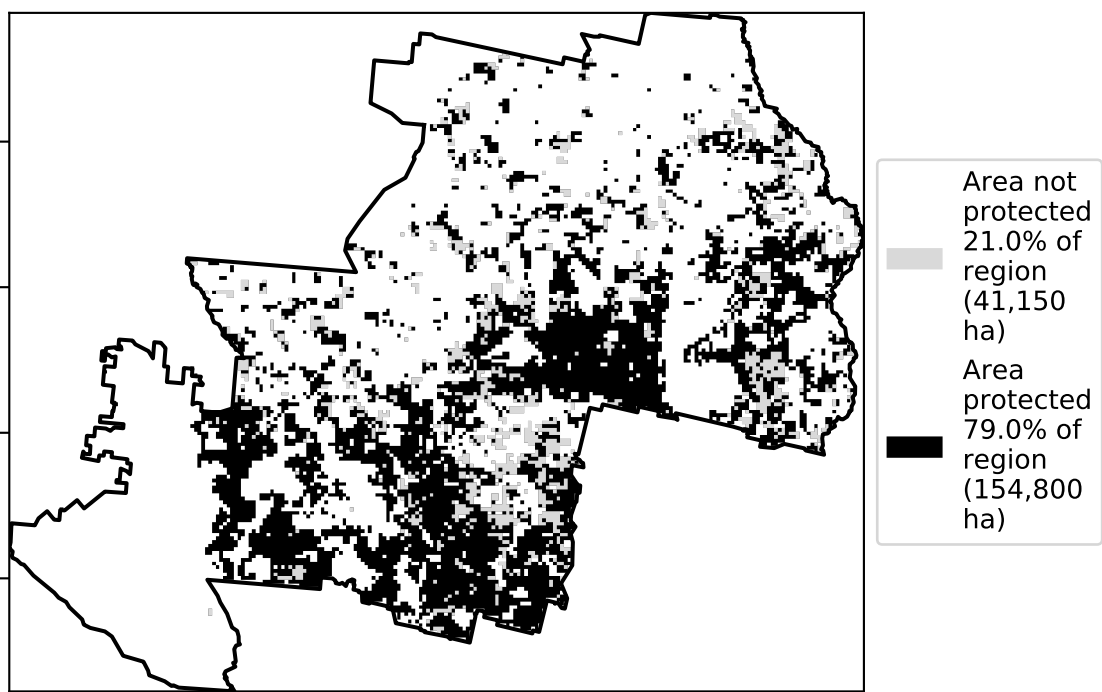 Area not
protected
21.0% of
region
(41,150
ha)
Area
protected
79.0% of
region
(154,800
ha)